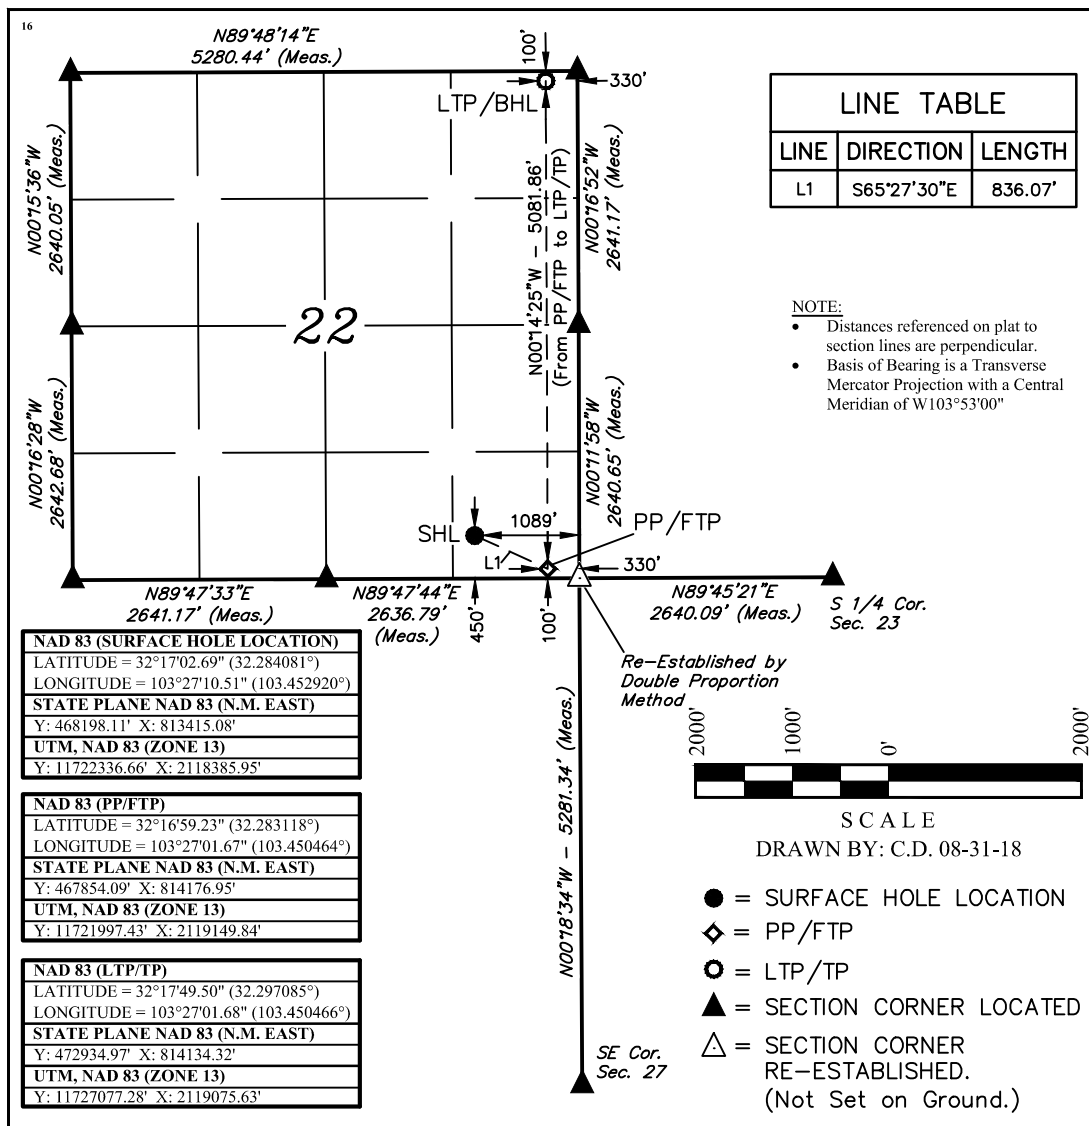 16
N89°48'14"E
5280.44' (Meas.)
100'
330'
LTP/BHL
N00°15'36"W
2640.05' (Meas.)
N00°16'28"W
2642.68' (Meas.)
22
N00°14'25"W - 5081.86'
(From PP/FTP to LTP/TP)
N00°16'52"W
2641.17' (Meas.)
N00°11'58"W
2640.65' (Meas.)
SHL
1089'
PP/FTP
L1
330'
N89°47'33"E
2641.17' (Meas.)
N89°47'44"E
2636.79'
(Meas.)
450'
100'
N89°45'21"E
2640.09' (Meas.)
S 1/4 Cor.
Sec. 23
Re-Established by
Double Proportion
Method
N00°18'34"W - 5281.34' (Meas.)
SE Cor.
Sec. 27
LINE TABLE
LINE DIRECTION LENGTH
L1 S65°27'30"E 836.07'
NOTE:
• Distances referenced on plat to
section lines are perpendicular.
• Basis of Bearing is a Transverse
Mercator Projection with a Central
Meridian of W103°53'00"
NAD 83 (SURFACE HOLE LOCATION)
LATITUDE = 32°17'02.69" (32.284081°)
LONGITUDE = 103°27'10.51" (103.452920°)
STATE PLANE NAD 83 (N.M. EAST)
Y: 468198.11' X: 813415.08'
UTM, NAD 83 (ZONE 13)
Y: 11722336.66' X: 2118385.95'
NAD 83 (PP/FTP)
LATITUDE = 32°16'59.23" (32.283118°)
LONGITUDE = 103°27'01.67" (103.450464°)
STATE PLANE NAD 83 (N.M. EAST)
Y: 467854.09' X: 814176.95'
UTM, NAD 83 (ZONE 13)
Y: 11721997.43' X: 2119149.84'
NAD 83 (LTP/TP)
LATITUDE = 32°17'49.50" (32.297085°)
LONGITUDE = 103°27'01.68" (103.450466°)
STATE PLANE NAD 83 (N.M. EAST)
Y: 472934.97' X: 814134.32'
UTM, NAD 83 (ZONE 13)
Y: 11727077.28' X: 2119075.63'
2000' 1000' 0' 2000'
SCALE
DRAWN BY: C.D. 08-31-18
= SURFACE HOLE LOCATION
= PP/FTP
= LTP/TP
= SECTION CORNER LOCATED
= SECTION CORNER
RE-ESTABLISHED.
(Not Set on Ground.)